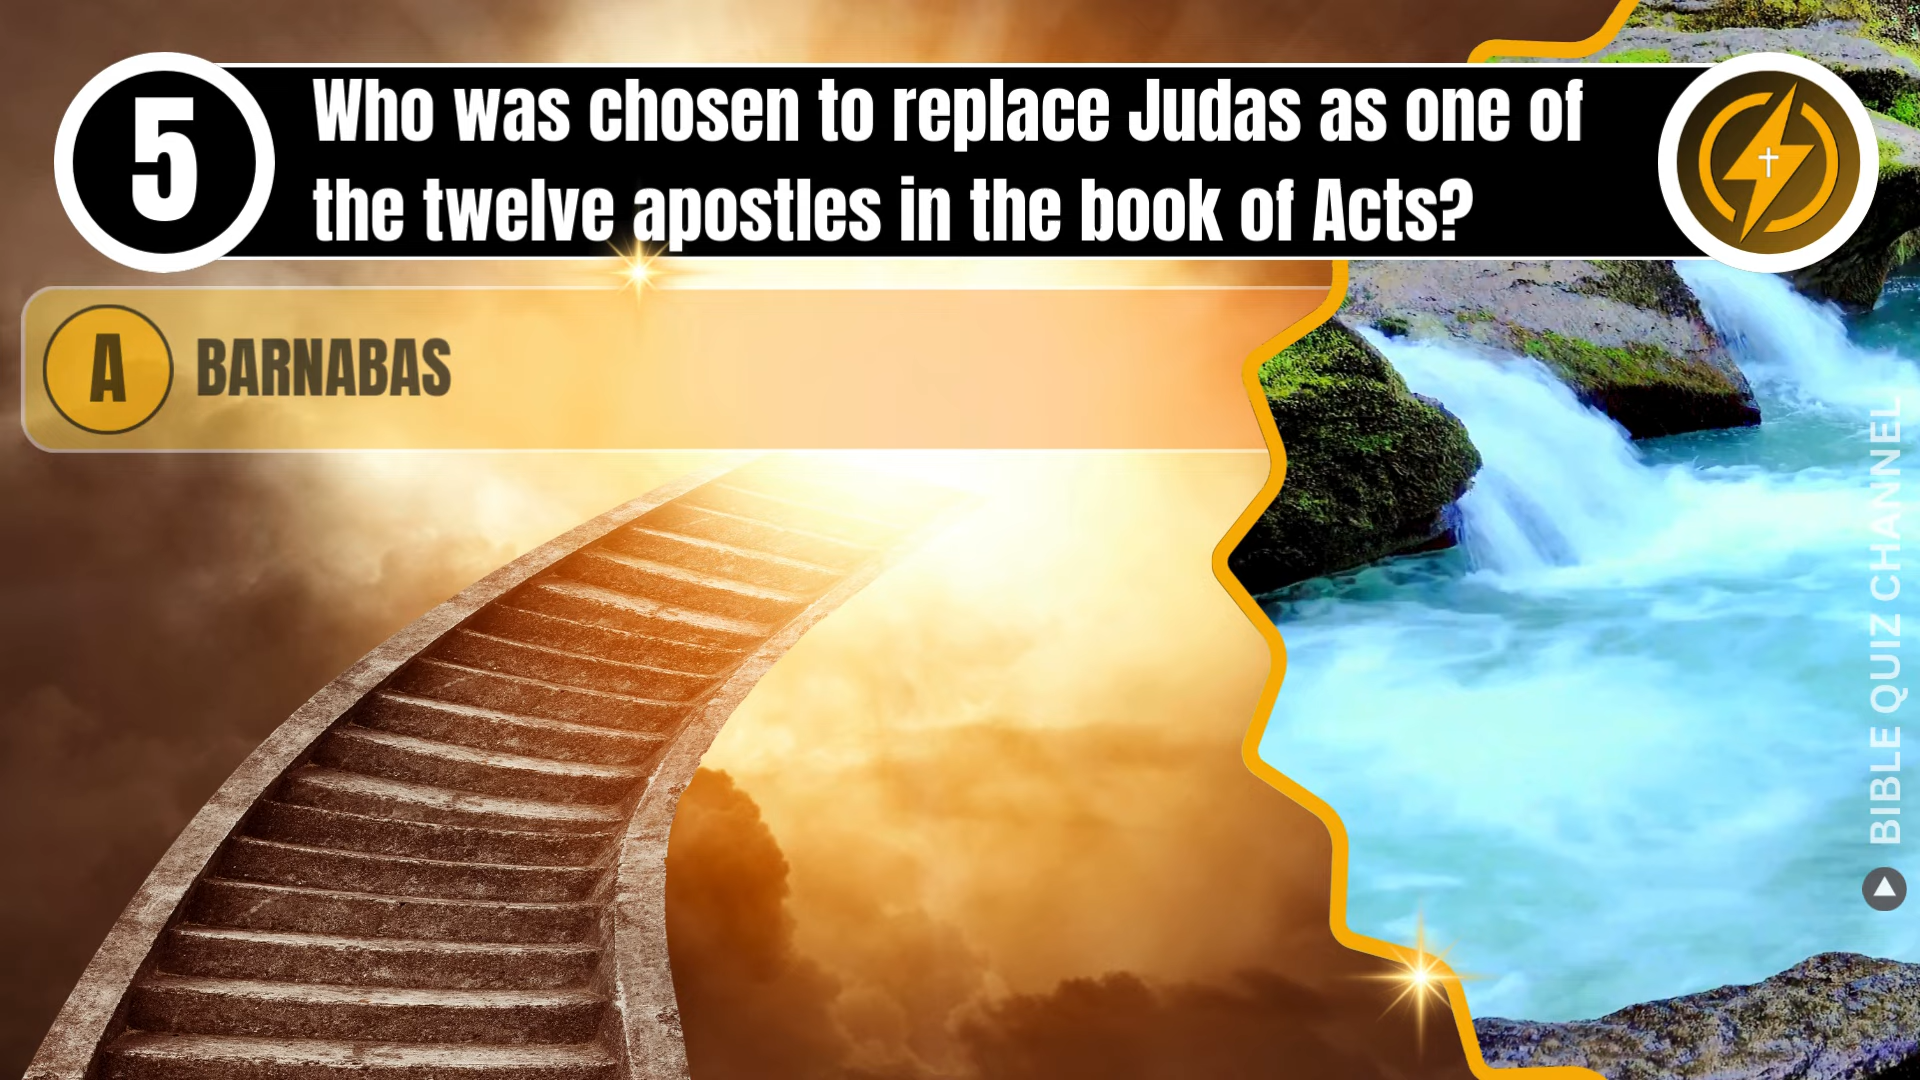 5
Who was chosen to replace Judas as one of
the twelve apostles in the book of Acts?
A
BARNABAS
BIBLE QUIZ CHANNEL